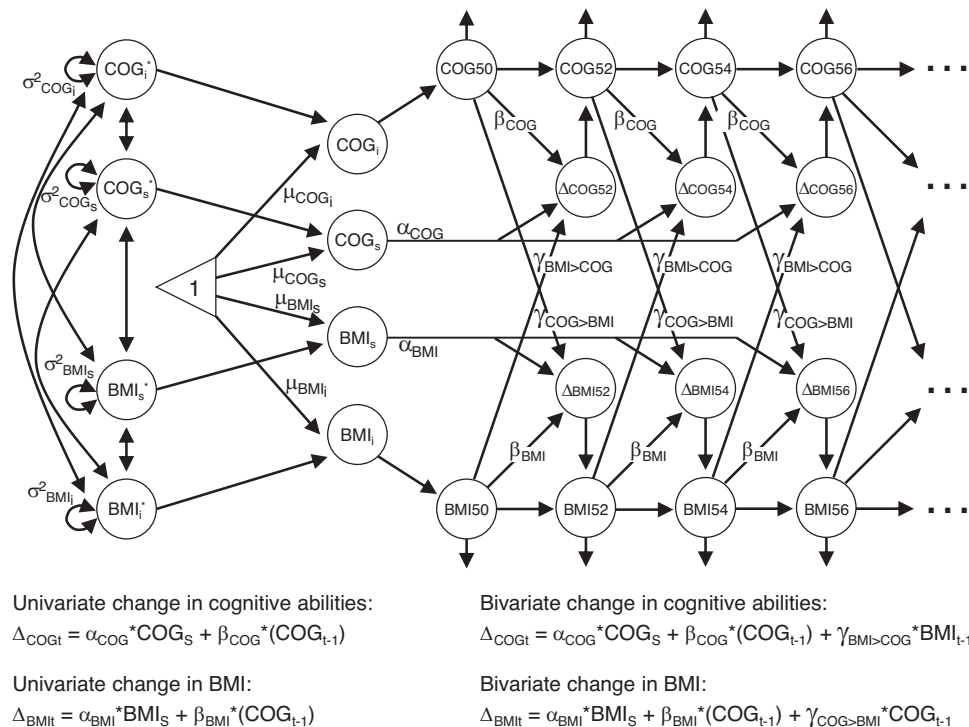 COG50 COG52 COG54 COG56 ...
COGi* σ²COGi
βCOG βCOG βCOG
COGi
COGs* σ²COGs
ΔCOG52 ΔCOG54 ΔCOG56 ...
μCOGi
COGs αCOG
μCOGs
γBMI>COG γBMI>COG γBMI>COG
1
μBMIs
γCOG>BMI γCOG>BMI γCOG>BMI
BMIs αBMI
σ²BMIs
BMIs*
μBMIi
ΔBMI52 ΔBMI54 ΔBMI56 ...
BMIi
βBMI βBMI βBMI
σ²BMIi
BMIi*
BMI50 BMI52 BMI54 BMI56 ...
Univariate change in cognitive abilities:
ΔCOGt = αCOG*COGS + βCOG*(COGt-1)
Bivariate change in cognitive abilities:
ΔCOGt = αCOG*COGS + βCOG*(COGt-1) + γBMI>COG*BMIt-1
Univariate change in BMI:
ΔBMIt = αBMI*BMIS + βBMI*(COGt-1)
Bivariate change in BMI:
ΔBMIt = αBMI*BMIS + βBMI*(COGt-1) + γCOG>BMI*COGt-1